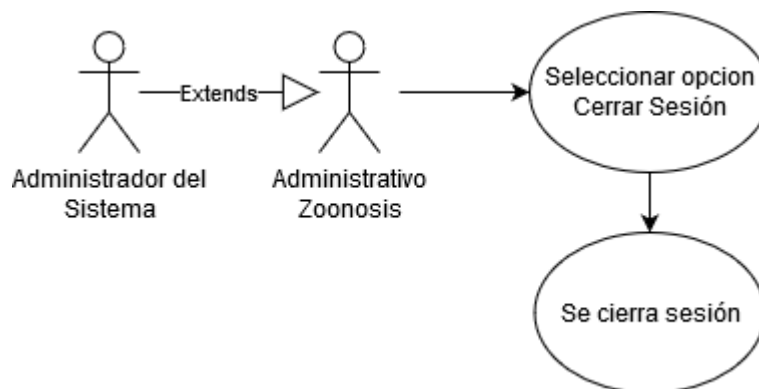 Extends
Administrador del
Sistema
Administrativo
Zoonosis
Seleccionar opcion
Cerrar Sesión
Se cierra sesión